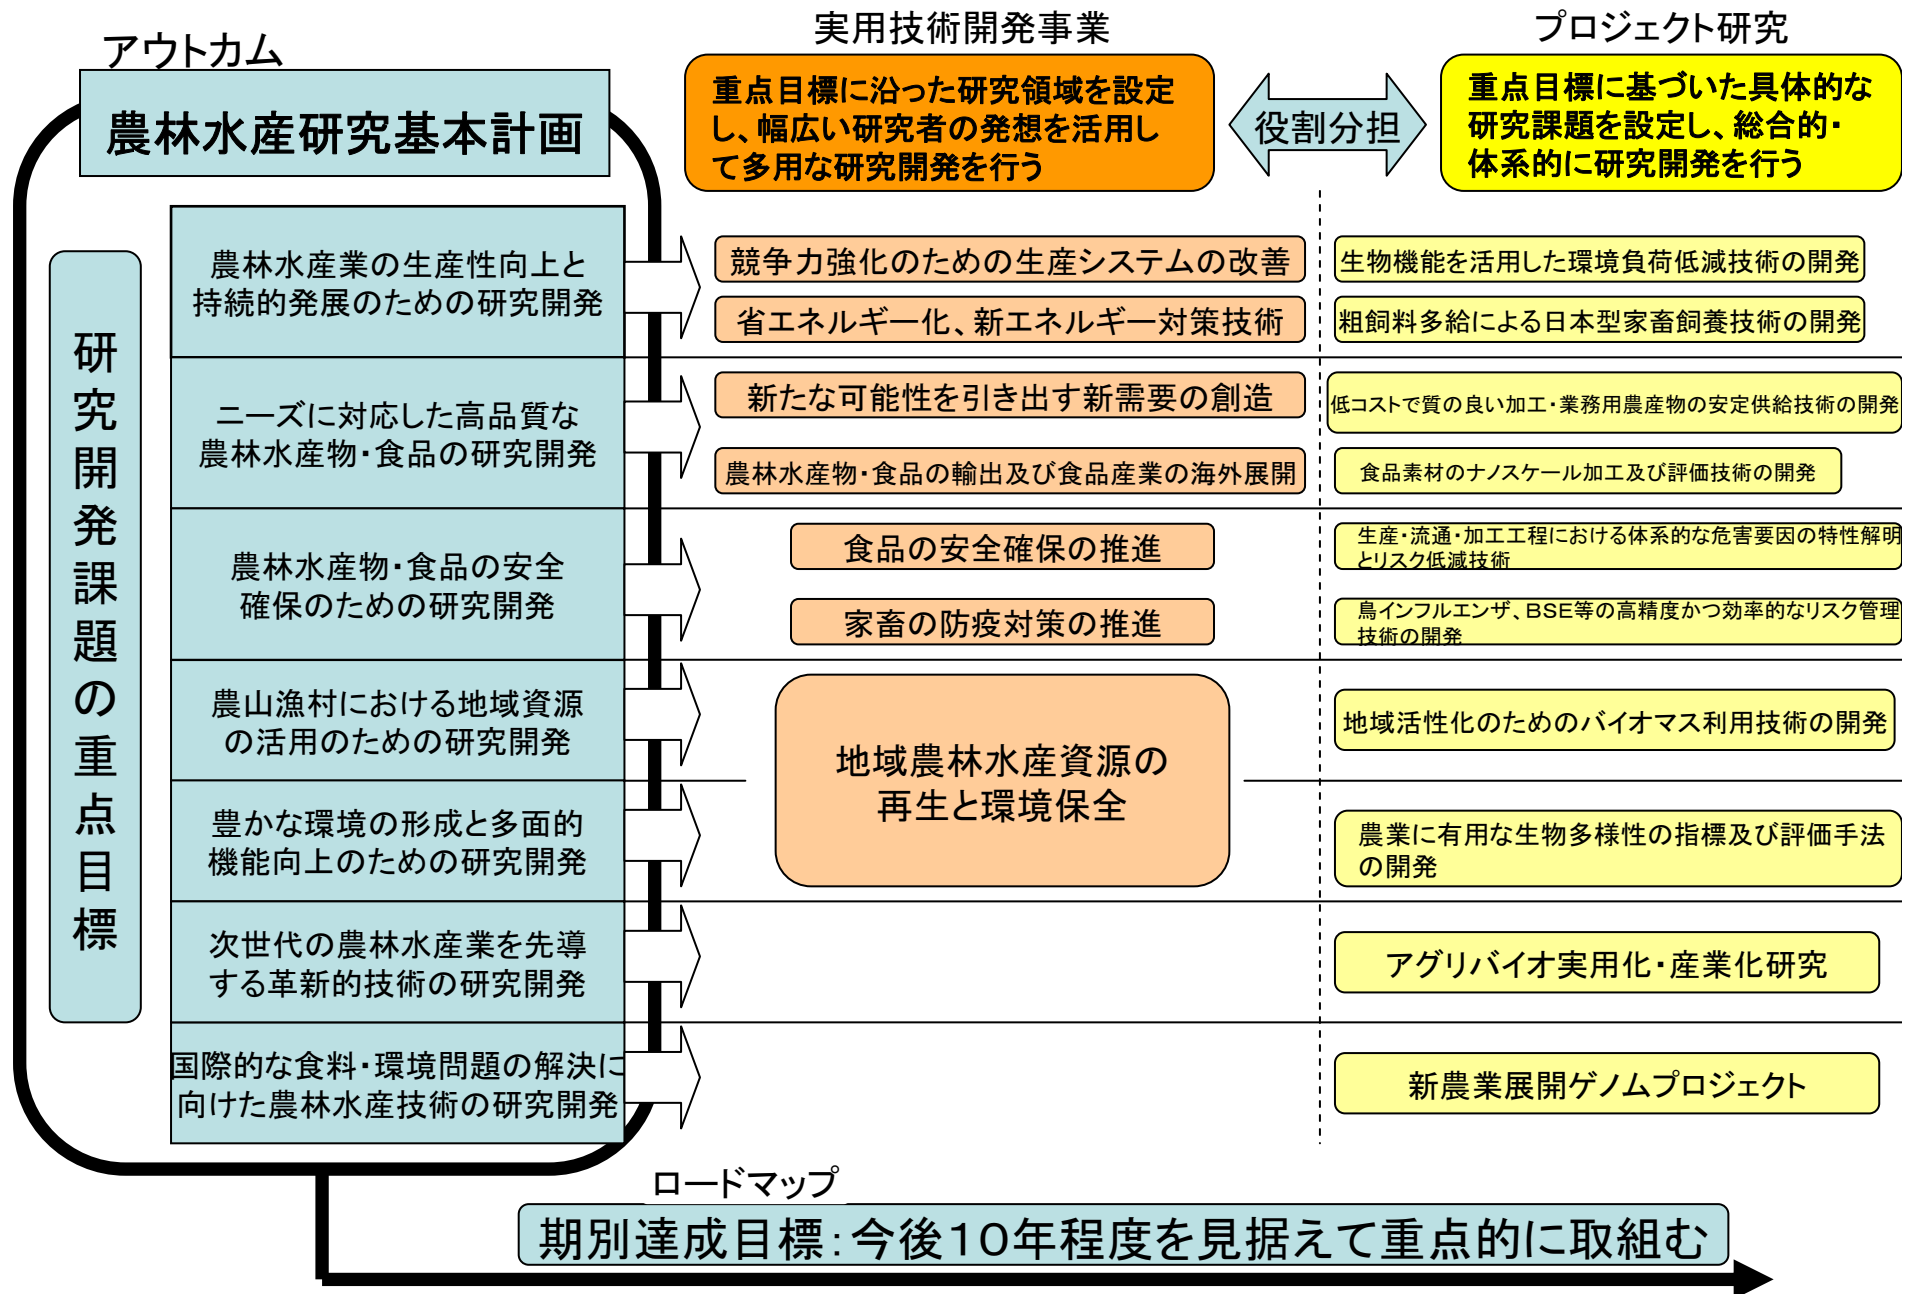 アウトカム
農林水産研究基本計画
実用技術開発事業
重点目標に沿った研究領域を設定
し、幅広い研究者の発想を活用し
て多用な研究開発を行う
役割分担
プロジェクト研究
重点目標に基づいた具体的な
研究課題を設定し、総合的・
体系的に研究開発を行う
研究開発課題の重点目標
農林水産業の生産性向上と
持続的発展のための研究開発
競争力強化のための生産システムの改善
省エネルギー化、新エネルギー対策技術
生物機能を活用した環境負荷低減技術の開発
粗飼料多給による日本型家畜飼養技術の開発
ニーズに対応した高品質な
農林水産物・食品の研究開発
新たな可能性を引き出す新需要の創造
農林水産物・食品の輸出及び食品産業の海外展開
低コストで質の良い加工・業務用農産物の安定供給技術の開発
食品素材のナノスケール加工及び評価技術の開発
農林水産物・食品の安全
確保のための研究開発
食品の安全確保の推進
家畜の防疫対策の推進
生産・流通・加工工程における体系的な危害要因の特性解明
とリスク低減技術
鳥インフルエンザ、BSE等の高精度かつ効率的なリスク管理
技術の開発
農山漁村における地域資源
の活用のための研究開発
地域農林水産資源の
再生と環境保全
地域活性化のためのバイオマス利用技術の開発
豊かな環境の形成と多面的
機能向上のための研究開発
農業に有用な生物多様性の指標及び評価手法
の開発
次世代の農林水産業を先導
する革新的技術の研究開発
アグリバイオ実用化・産業化研究
国際的な食料・環境問題の解決に
向けた農林水産技術の研究開発
新農業展開ゲノムプロジェクト
ロードマップ
期別達成目標：今後１０年程度を見据えて重点的に取組む